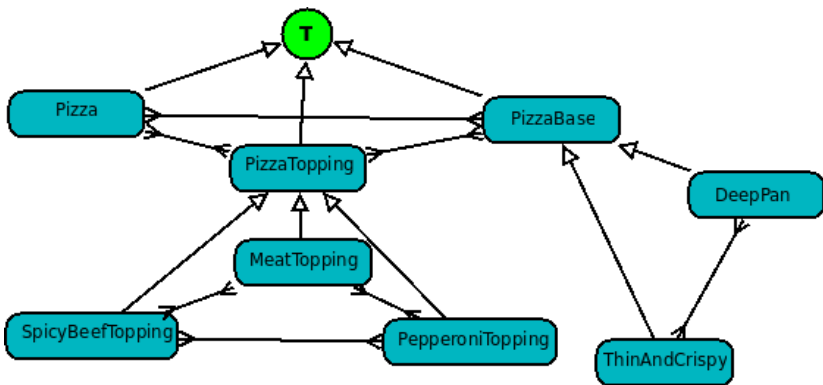 T
Pizza
PizzaBase
PizzaTopping
DeepPan
MeatTopping
SpicyBeefTopping
PepperoniTopping
ThinAndCrispy